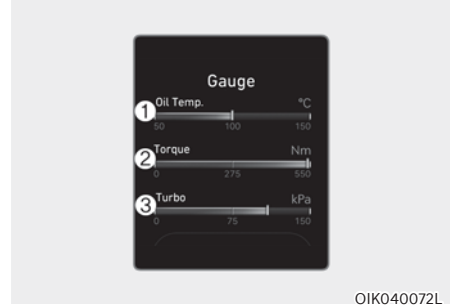 Gauge
① Oil Temp. °C
50 100 150
② Torque Nm
0 275 550
③ Turbo kPa
0 75 150
OIK040072L